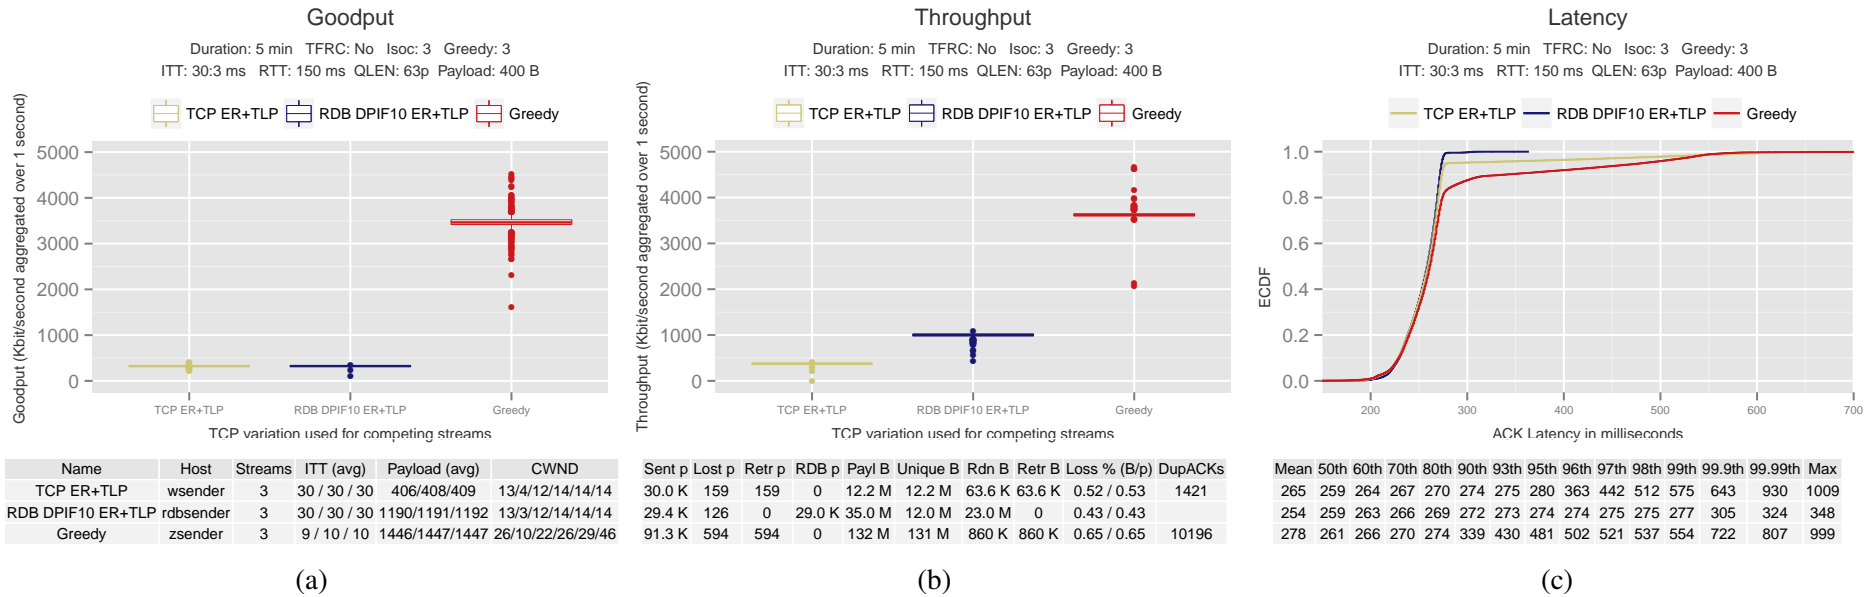 Goodput
Duration: 5 min TFRC: No Isoc: 3 Greedy: 3
ITT: 30:3 ms RTT: 150 ms QLEN: 63p Payload: 400 B
TCP ER+TLP RDB DPIF10 ER+TLP Greedy
Goodput (Kbit/second aggregated over 1 second)
5000
4000
3000
2000
1000
0
TCP ER+TLP RDB DPIF10 ER+TLP Greedy
TCP variation used for competing streams
Name Host Streams ITT (avg) Payload (avg) CWND
TCP ER+TLP wsender 3 30 / 30 / 30 406/408/409 13/4/12/14/14/14
RDB DPIF10 ER+TLP rdbsender 3 30 / 30 / 30 1190/1191/1192 13/3/12/14/14/14
Greedy zsender 3 9 / 10 / 10 1446/1447/1447 26/10/22/26/29/46
(a)
Throughput
Duration: 5 min TFRC: No Isoc: 3 Greedy: 3
ITT: 30:3 ms RTT: 150 ms QLEN: 63p Payload: 400 B
TCP ER+TLP RDB DPIF10 ER+TLP Greedy
Throughput (Kbit/second aggregated over 1 second)
5000
4000
3000
2000
1000
0
TCP ER+TLP RDB DPIF10 ER+TLP Greedy
TCP variation used for competing streams
Sent p Lost p Retr p RDB p Payl B Unique B Rdn B Retr B Loss % (B/p) DupACKs
30.0 K 159 159 0 12.2 M 12.2 M 63.6 K 63.6 K 0.52 / 0.53 1421
29.4 K 126 0 29.0 K 35.0 M 12.0 M 23.0 M 0 0.43 / 0.43
91.3 K 594 594 0 132 M 131 M 860 K 860 K 0.65 / 0.65 10196
(b)
Latency
Duration: 5 min TFRC: No Isoc: 3 Greedy: 3
ITT: 30:3 ms RTT: 150 ms QLEN: 63p Payload: 400 B
TCP ER+TLP RDB DPIF10 ER+TLP Greedy
ECDF
1.0
0.8
0.6
0.4
0.2
0.0
200 300 400 500 600 700
ACK Latency in milliseconds
Mean 50th 60th 70th 80th 90th 93th 95th 96th 97th 98th 99th 99.9th 99.99th Max
265 259 264 267 270 274 275 280 363 442 512 575 643 930 1009
254 259 263 266 269 272 273 274 274 275 275 277 305 324 348
278 261 266 270 274 339 430 481 502 521 537 554 722 807 999
(c)